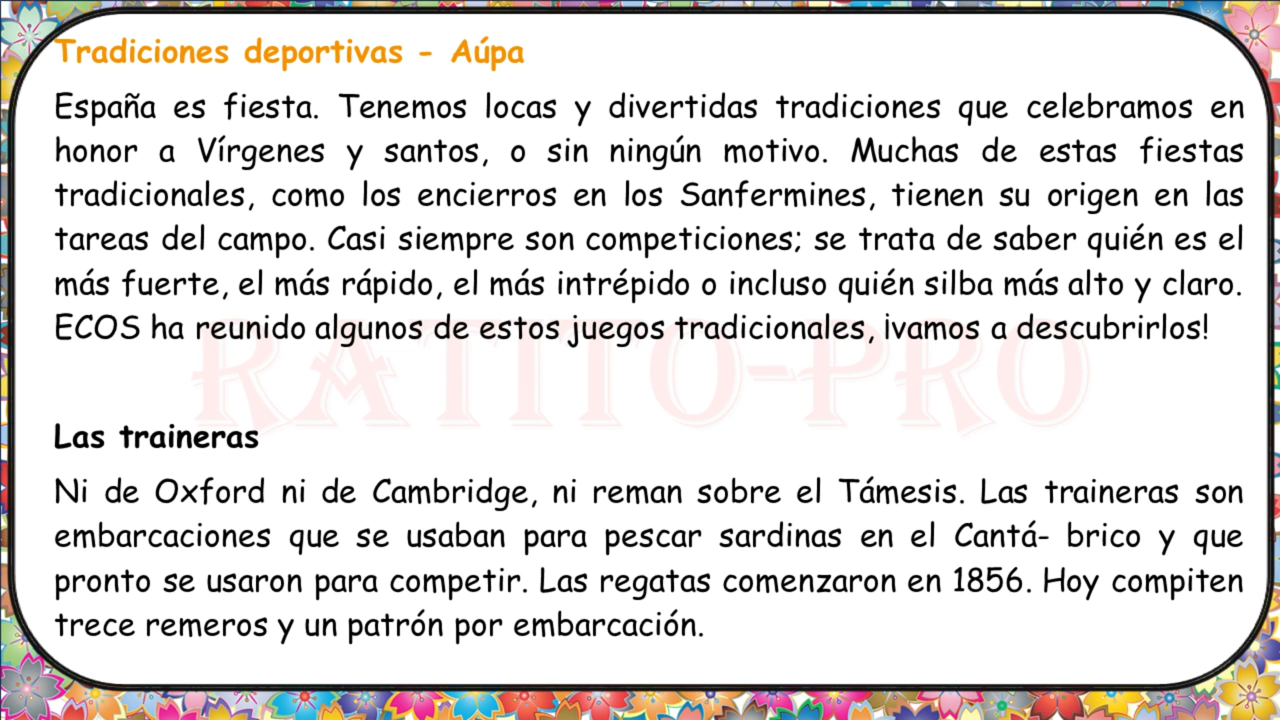 Tradiciones deportivas - Aúpa
España es fiesta. Tenemos locas y divertidas tradiciones que celebramos en
honor a Vírgenes y santos, o sin ningún motivo. Muchas de estas fiestas
tradicionales, como los encierros en los Sanfermines, tienen su origen en las
tareas del campo. Casi siempre son competiciones; se trata de saber quién es el
más fuerte, el más rápido, el más intrépido o incluso quién silba más alto y claro.
ECOS ha reunido algunos de estos juegos tradicionales, ¡vamos a descubrirlos!
RATITO-PRO
Las traineras
Ni de Oxford ni de Cambridge, ni reman sobre el Támesis. Las traineras son
embarcaciones que se usaban para pescar sardinas en el Cantá- brico y que
pronto se usaron para competir. Las regatas comenzaron en 1856. Hoy compiten
trece remeros y un patrón por embarcación.